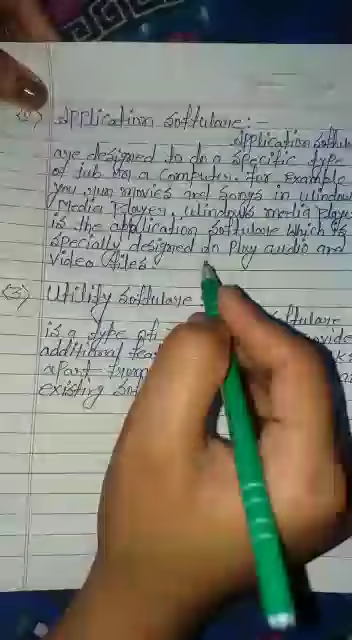 Application Software:-
Application Softwa
are designed to do a specific type
of Job on a Computer. For example
you run movies and songs in window
Media Player. Windows media player
is the application Software which is
specially designed to Play audio and
Video files.
(3) Utility Software
Software
is a type of provide
additional
apart from
existing